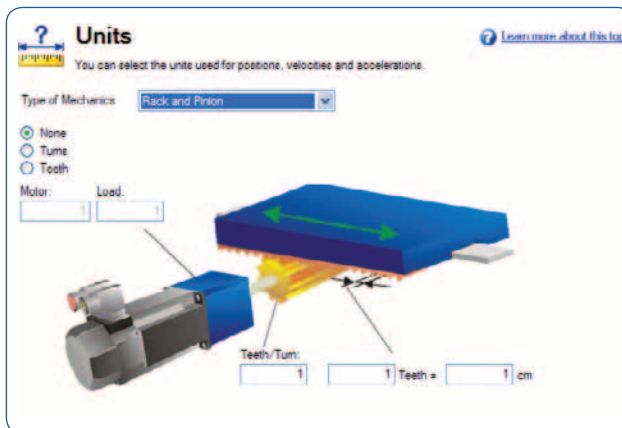 ?
Units
? Learn more about this top
You can select the units used for positions, velocities and accelerations.
Type of Mechanics Rack and Pinion
None
Turns
Teeth
Motor: Load:
1 1
Teeth/Turn:
1 1 Teeth = 1 cm